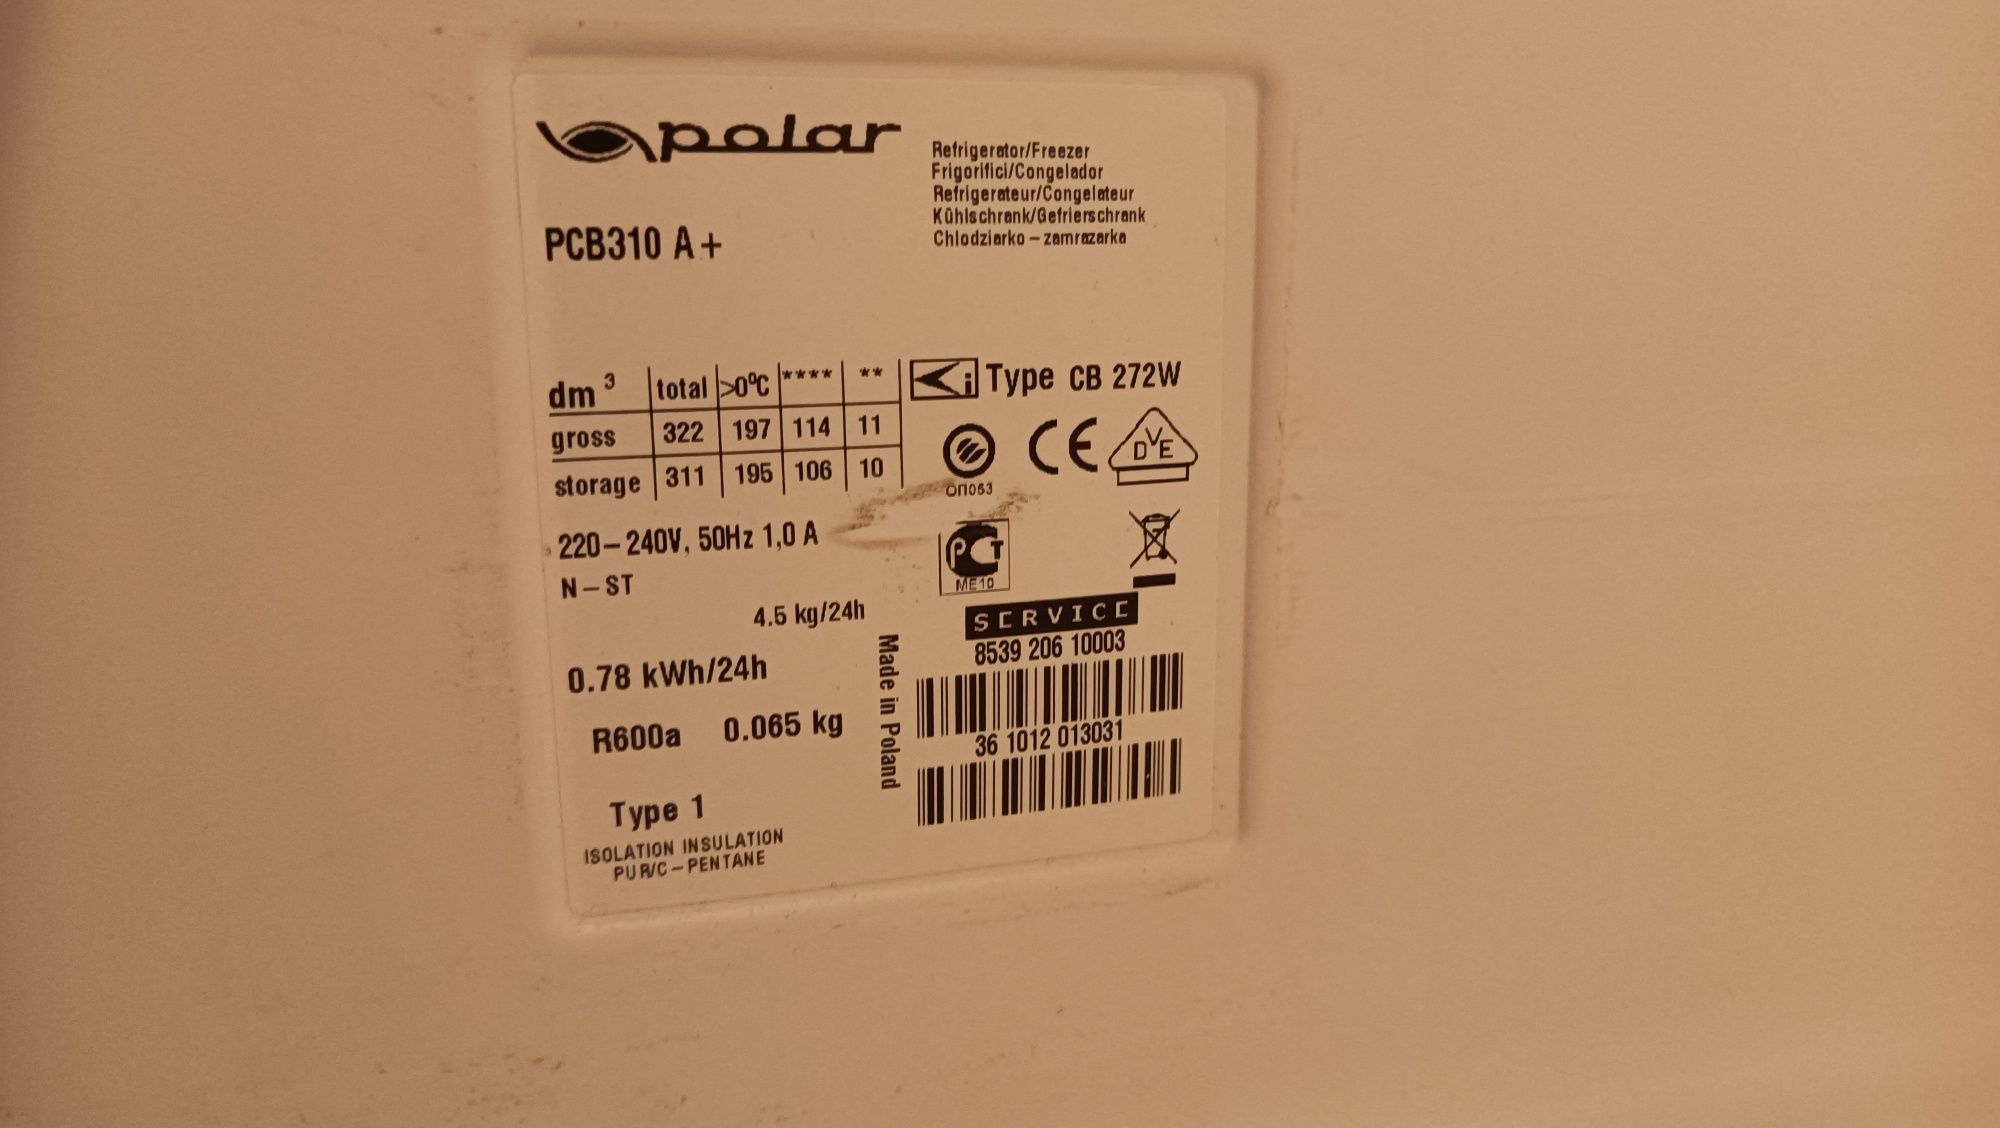 polar
Refrigerator/Freezer
Frigorifici/Congelador
Refrigerateur/Congelateur
Kühlschrank/Gefrierschrank
Chlodziarko – zamrazarka
PCB310 A+
dm³ total >0ºC **** **
gross 322 197 114 11
storage 311 195 106 10
i Type CB 272W
ОП053
CE
DVE
220–240V, 50Hz 1,0 A
N–ST
4.5 kg/24h
0.78 kWh/24h
R600a 0.065 kg
Type 1
ISOLATION INSULATION
PUR/C–PENTANE
Made in Poland
PCT
ME10
SERVICE
8539 206 10003
36 1012 013031